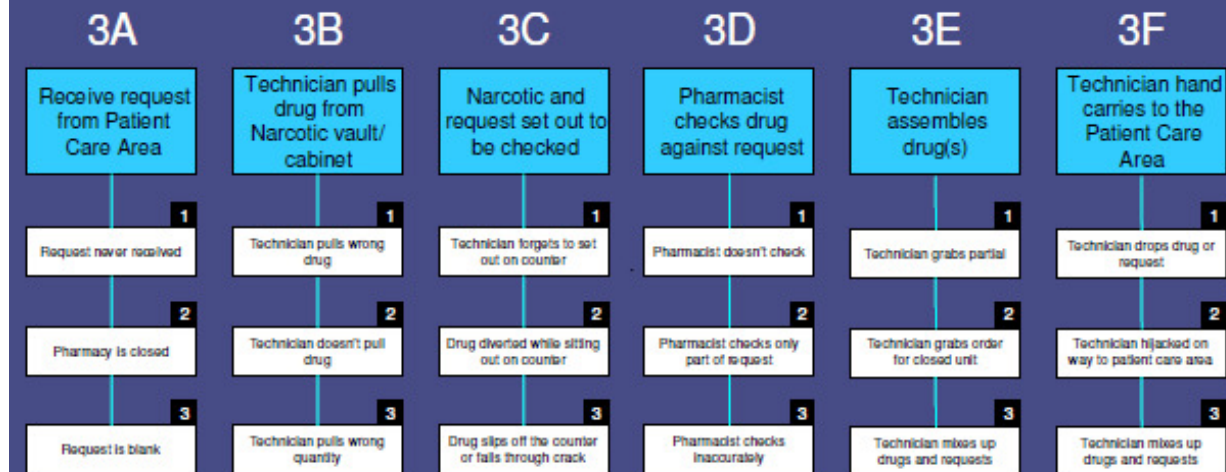 3A
3B
3C
3D
3E
3F
Receive request
from Patient
Care Area
Technician pulls
drug from
Narcotic vault/
cabinet
Narcotic and
request set out to
be checked
Pharmacist
checks drug
against request
Technician
assembles
drug(s)
Technician hand
carries to the
Patient Care
Area
1
Request never received
1
Technician pulls wrong
drug
1
Technician forgets to set
out on counter
1
Pharmacist doesn't check
1
Technician grabs partial
1
Technician drops drug or
request
2
Pharmacy is closed
2
Technician doesn't pull
drug
2
Drug diverted while sitting
out on counter
2
Pharmacist checks only
part of request
2
Technician grabs order
for closed unit
2
Technician hijacked on
way to patient care area
3
Request is blank
3
Technician pulls wrong
quantity
3
Drug slips off the counter
or falls through crack
3
Pharmacist checks
inaccurately
3
Technician mixes up
drugs and requests
3
Technician mixes up
drugs and requests